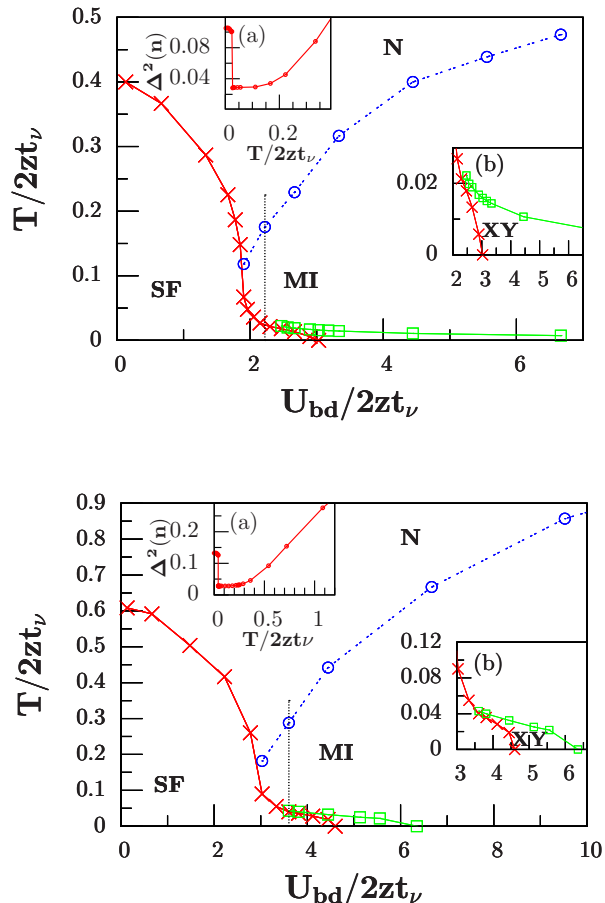 0.5
0.4
0.3
0.2
0.1
0
T/2zt_ν
0.08
0.04
Δ²(n)
(a)
0
0.2
T/2zt_ν
N
(b)
0.02
0
XY
2 3 4 5 6
SF
MI
0 2 4 6
U_bd/2zt_ν
0.9
0.8
0.7
0.6
0.5
0.4
0.3
0.2
0.1
0
T/2zt_ν
0.2
0.1
0
Δ²(n)
(a)
0 0.5 1
T/2ztν
N
0.12
0.08
0.04
0
(b)
XY
3 4 5 6
SF
MI
0 2 4 6 8 10
U_bd/2zt_ν